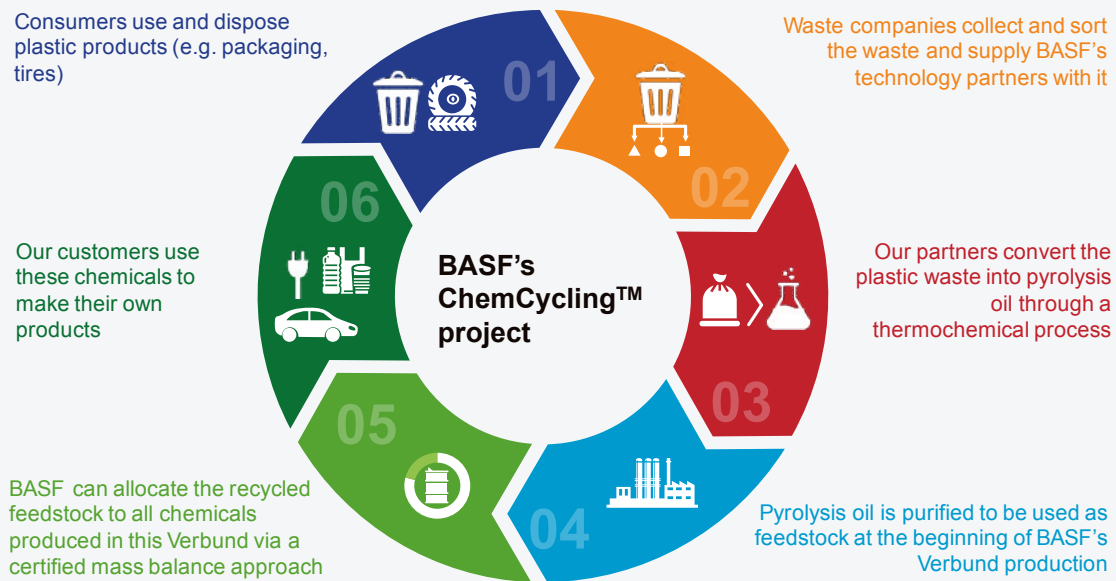 Consumers use and dispose
plastic products (e.g. packaging,
tires)
01
Waste companies collect and sort
the waste and supply BASF's
technology partners with it
02
Our partners convert the
plastic waste into pyrolysis
oil through a
thermochemical process
03
Pyrolysis oil is purified to be used as
feedstock at the beginning of BASF's
Verbund production
04
BASF can allocate the recycled
feedstock to all chemicals
produced in this Verbund via a
certified mass balance approach
05
Our customers use
these chemicals to
make their own
products
06
BASF's
ChemCycling™
project